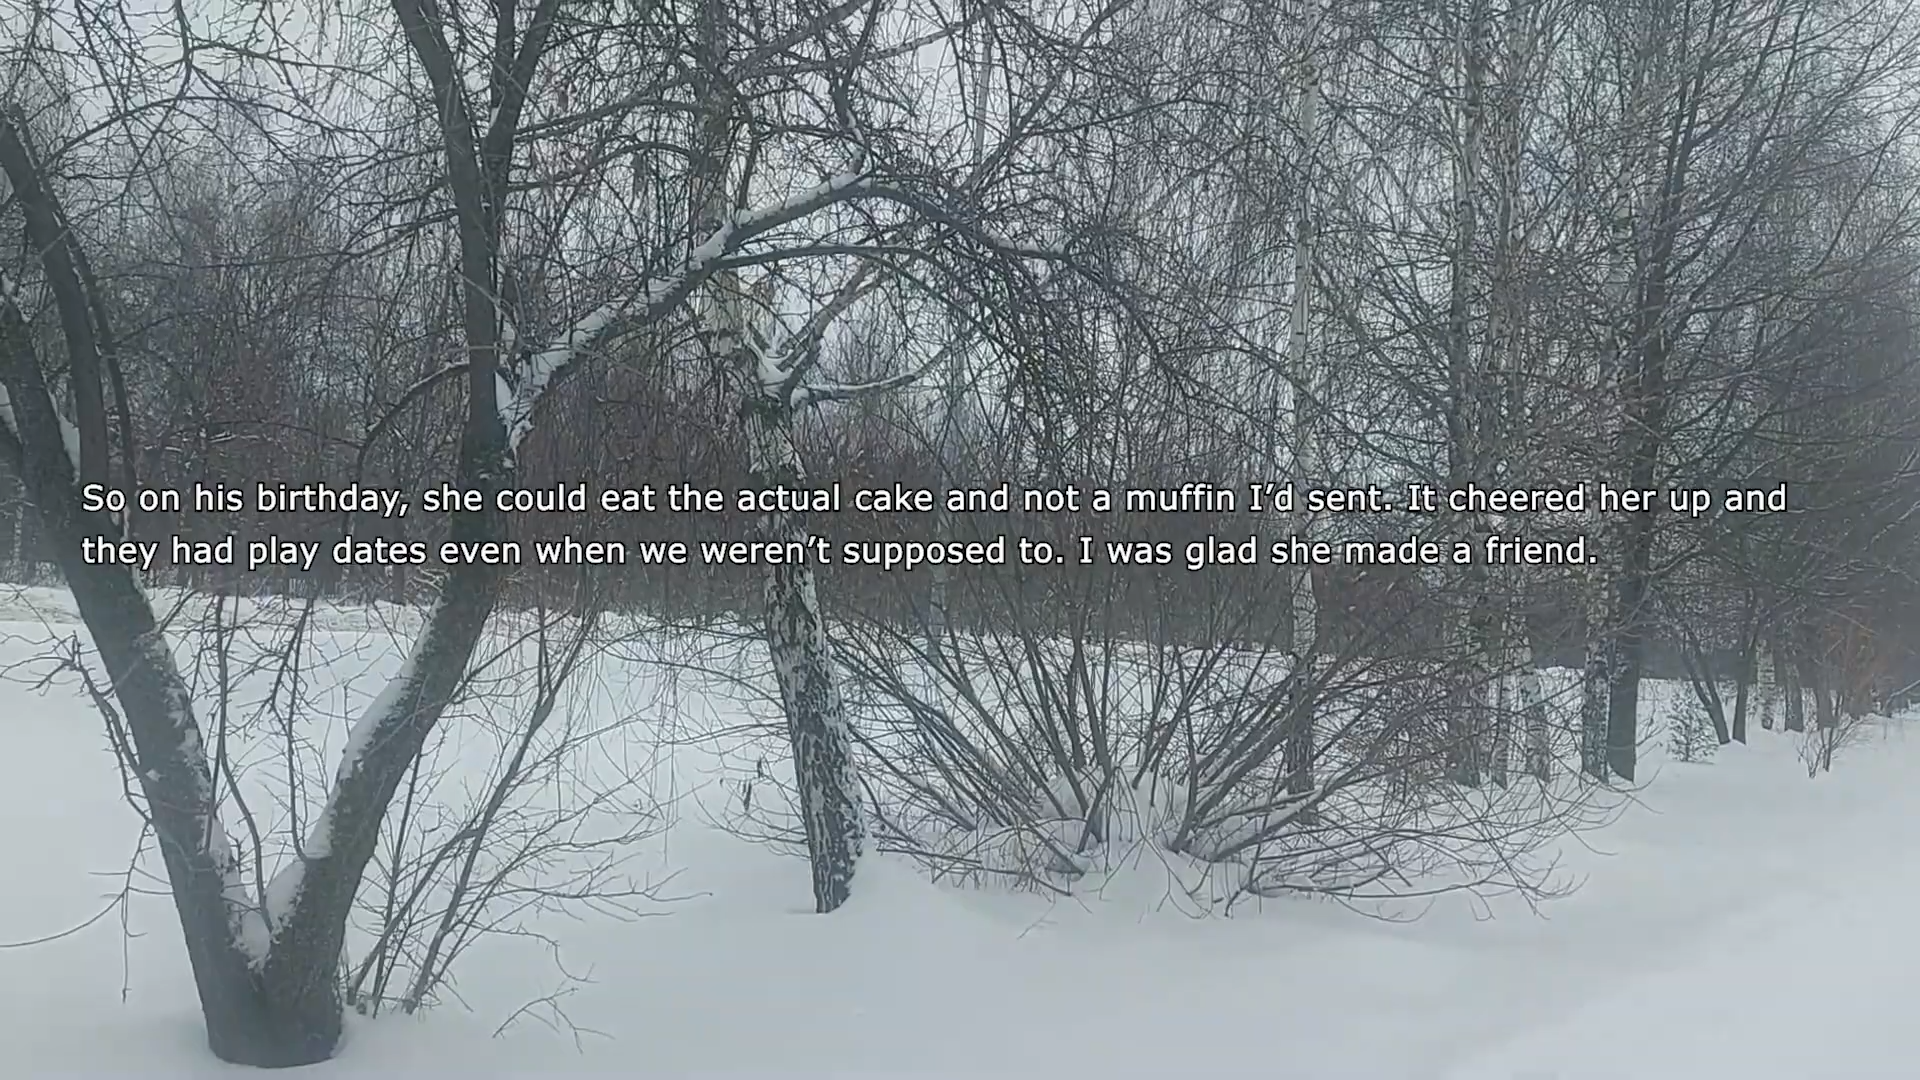 So on his birthday, she could eat the actual cake and not a muffin I’d sent. It cheered her up and
they had play dates even when we weren’t supposed to. I was glad she made a friend.